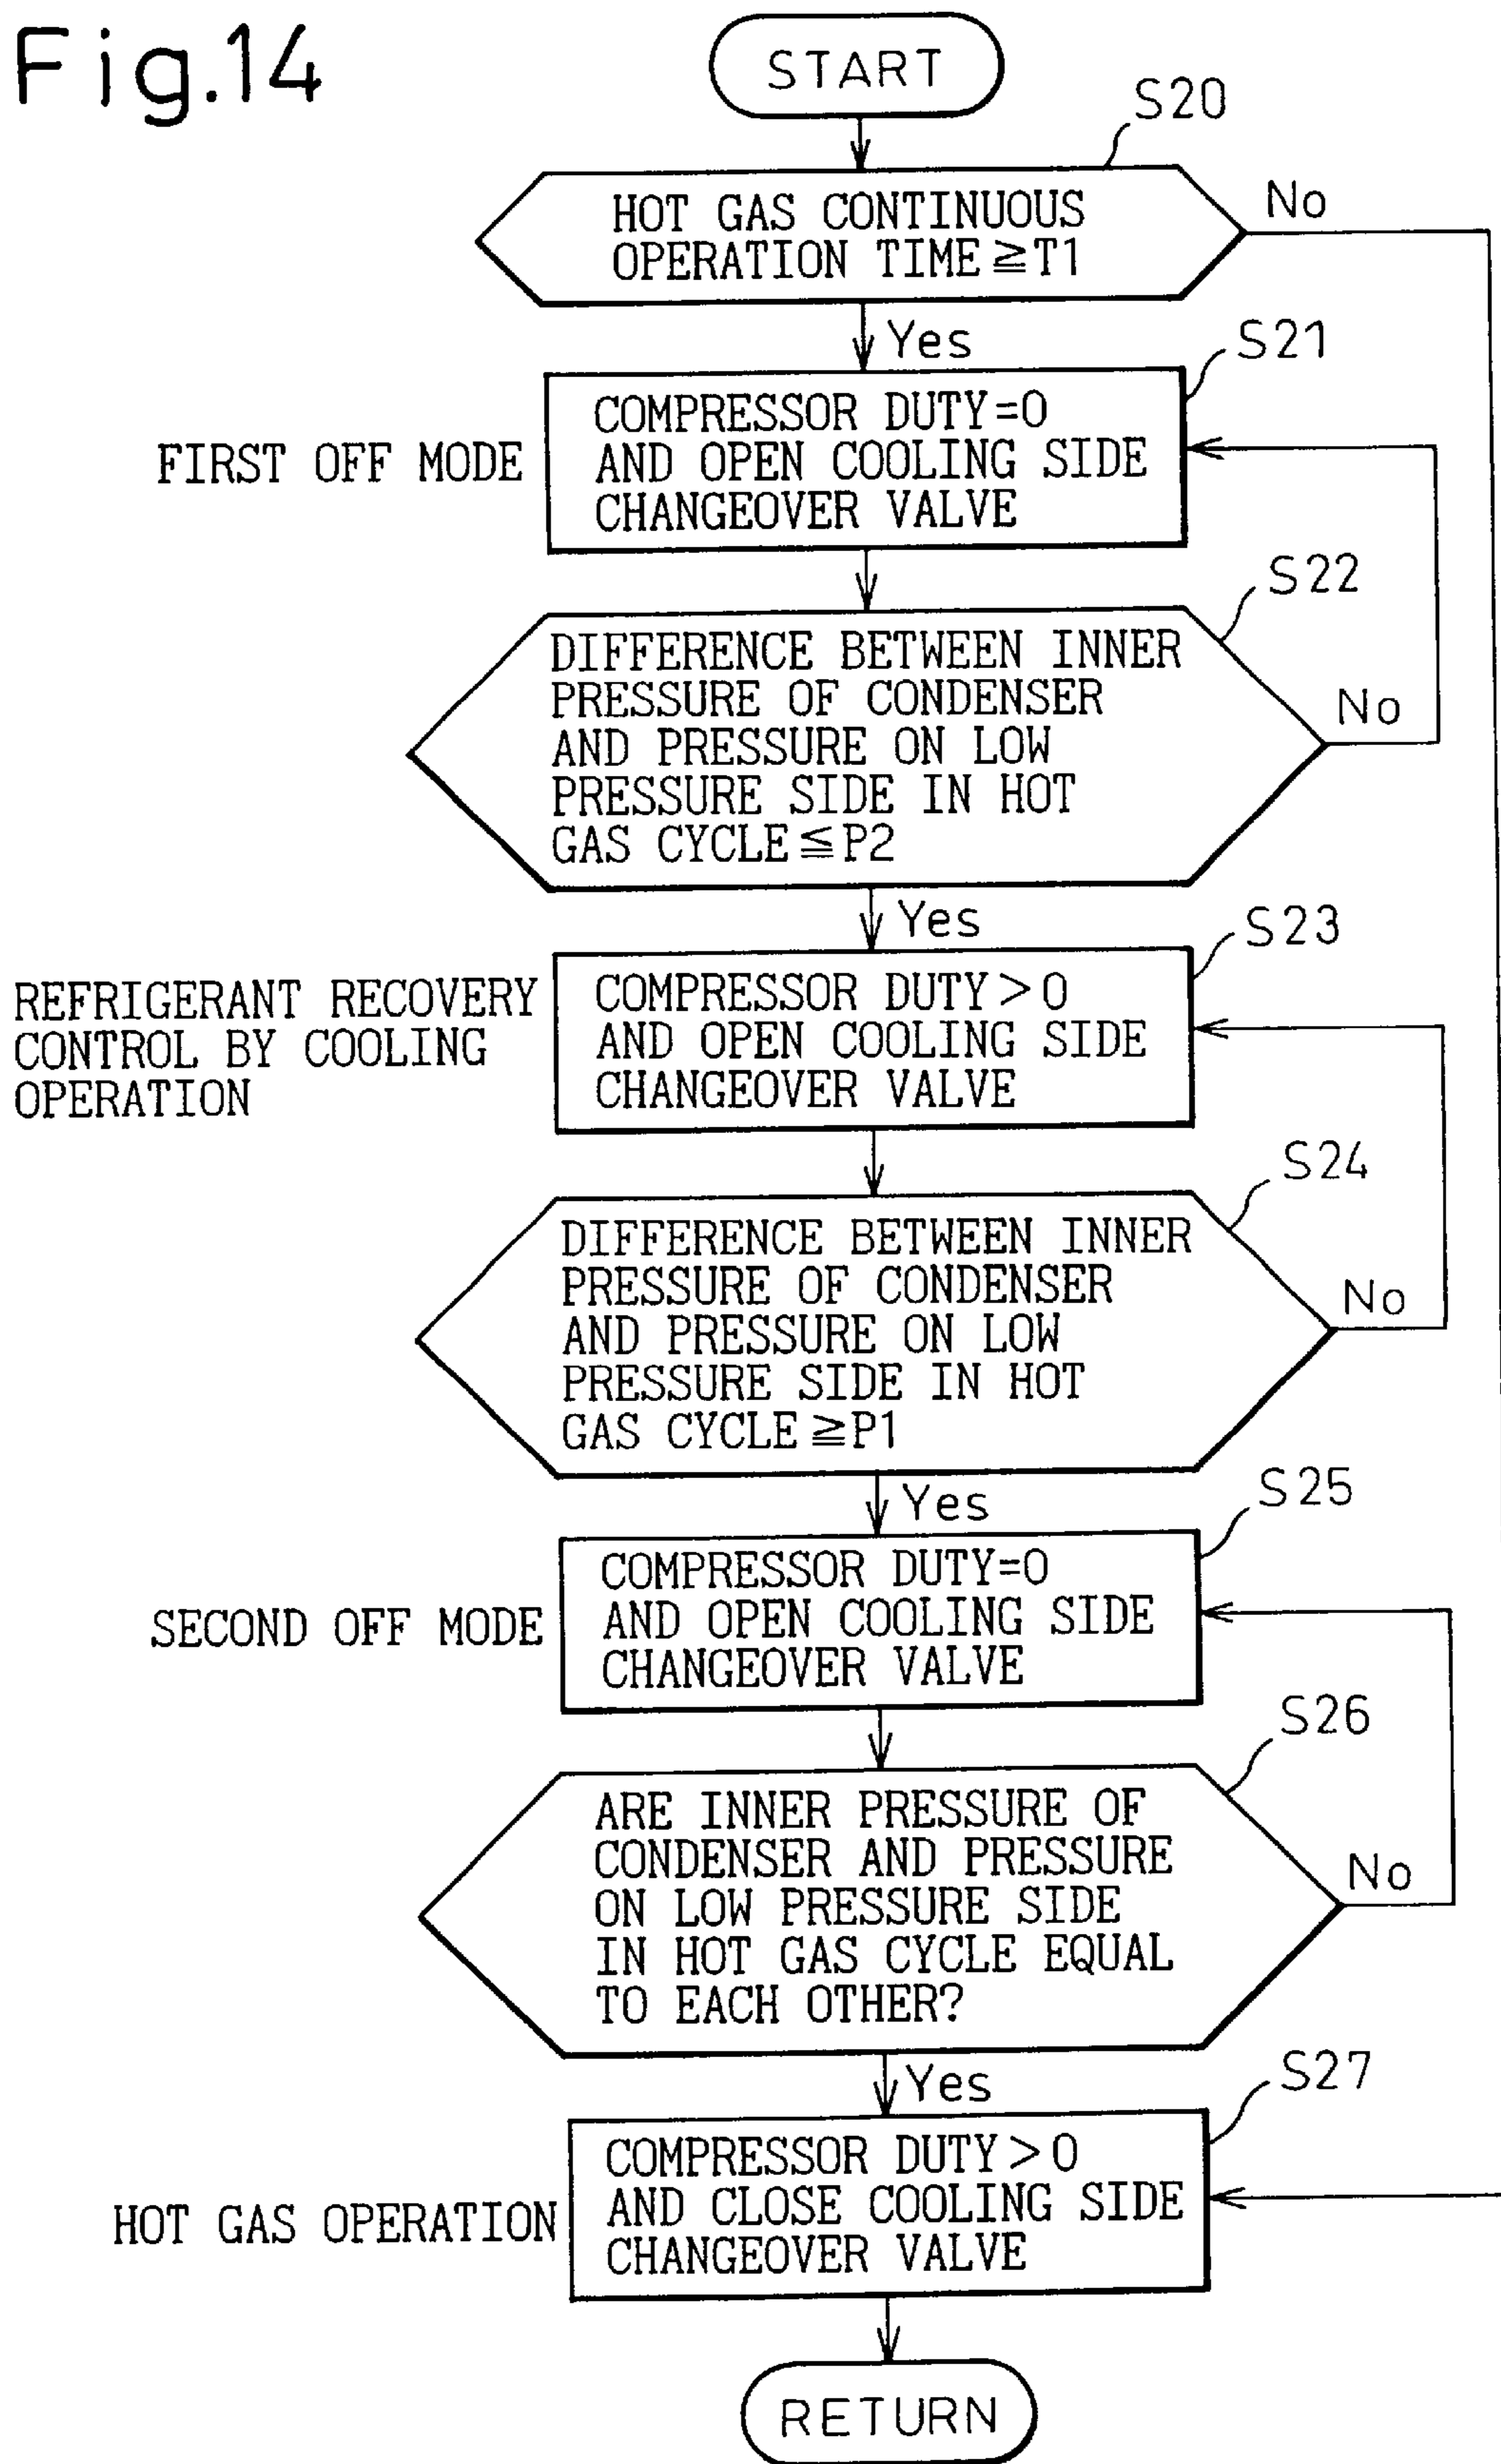 Fig.14
START
S20
HOT GAS CONTINUOUS
OPERATION TIME≧T1
No
Yes
S21
FIRST OFF MODE
COMPRESSOR DUTY=0
AND OPEN COOLING SIDE
CHANGEOVER VALVE
S22
DIFFERENCE BETWEEN INNER
PRESSURE OF CONDENSER
AND PRESSURE ON LOW
PRESSURE SIDE IN HOT
GAS CYCLE≦P2
No
Yes
S23
REFRIGERANT RECOVERY
CONTROL BY COOLING
OPERATION
COMPRESSOR DUTY>0
AND OPEN COOLING SIDE
CHANGEOVER VALVE
S24
DIFFERENCE BETWEEN INNER
PRESSURE OF CONDENSER
AND PRESSURE ON LOW
PRESSURE SIDE IN HOT
GAS CYCLE≧P1
No
Yes
S25
SECOND OFF MODE
COMPRESSOR DUTY=0
AND OPEN COOLING SIDE
CHANGEOVER VALVE
S26
ARE INNER PRESSURE OF
CONDENSER AND PRESSURE
ON LOW PRESSURE SIDE
IN HOT GAS CYCLE EQUAL
TO EACH OTHER?
No
Yes
S27
HOT GAS OPERATION
COMPRESSOR DUTY>0
AND CLOSE COOLING SIDE
CHANGEOVER VALVE
RETURN